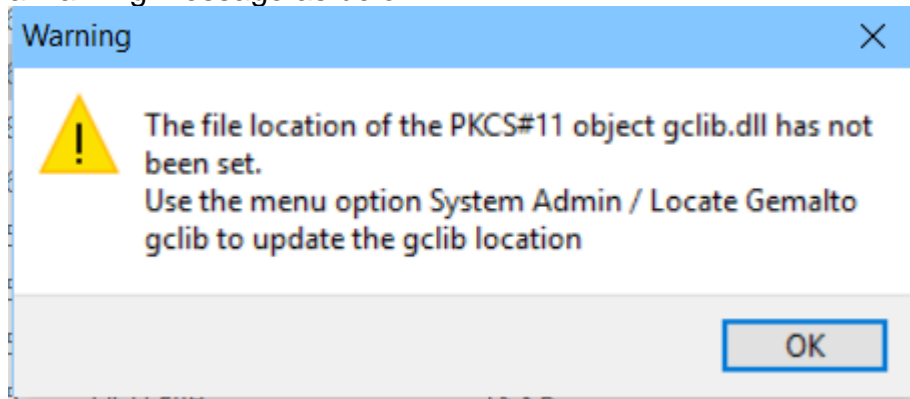 Warning
The file location of the PKCS#11 object gclib.dll has not
been set.
Use the menu option System Admin / Locate Gemalto
gclib to update the gclib location
OK